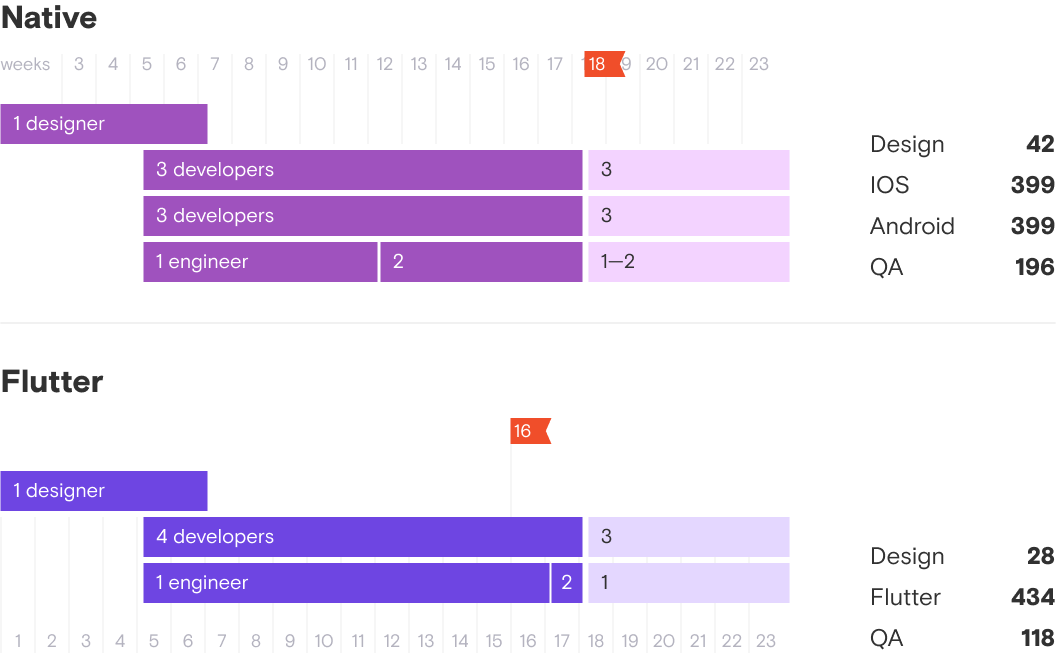 Native
weeks 3 4 5 6 7 8 9 10 11 12 13 14 15 16 17 18 9 20 21 22 23
1 designer
3 developers 3
3 developers 3
1 engineer 2 1—2
Design 42
IOS 399
Android 399
QA 196
Flutter
16
1 designer
4 developers 3
1 engineer 2 1
1 2 3 4 5 6 7 8 9 10 11 12 13 14 15 16 17 18 19 20 21 22 23
Design 28
Flutter 434
QA 118